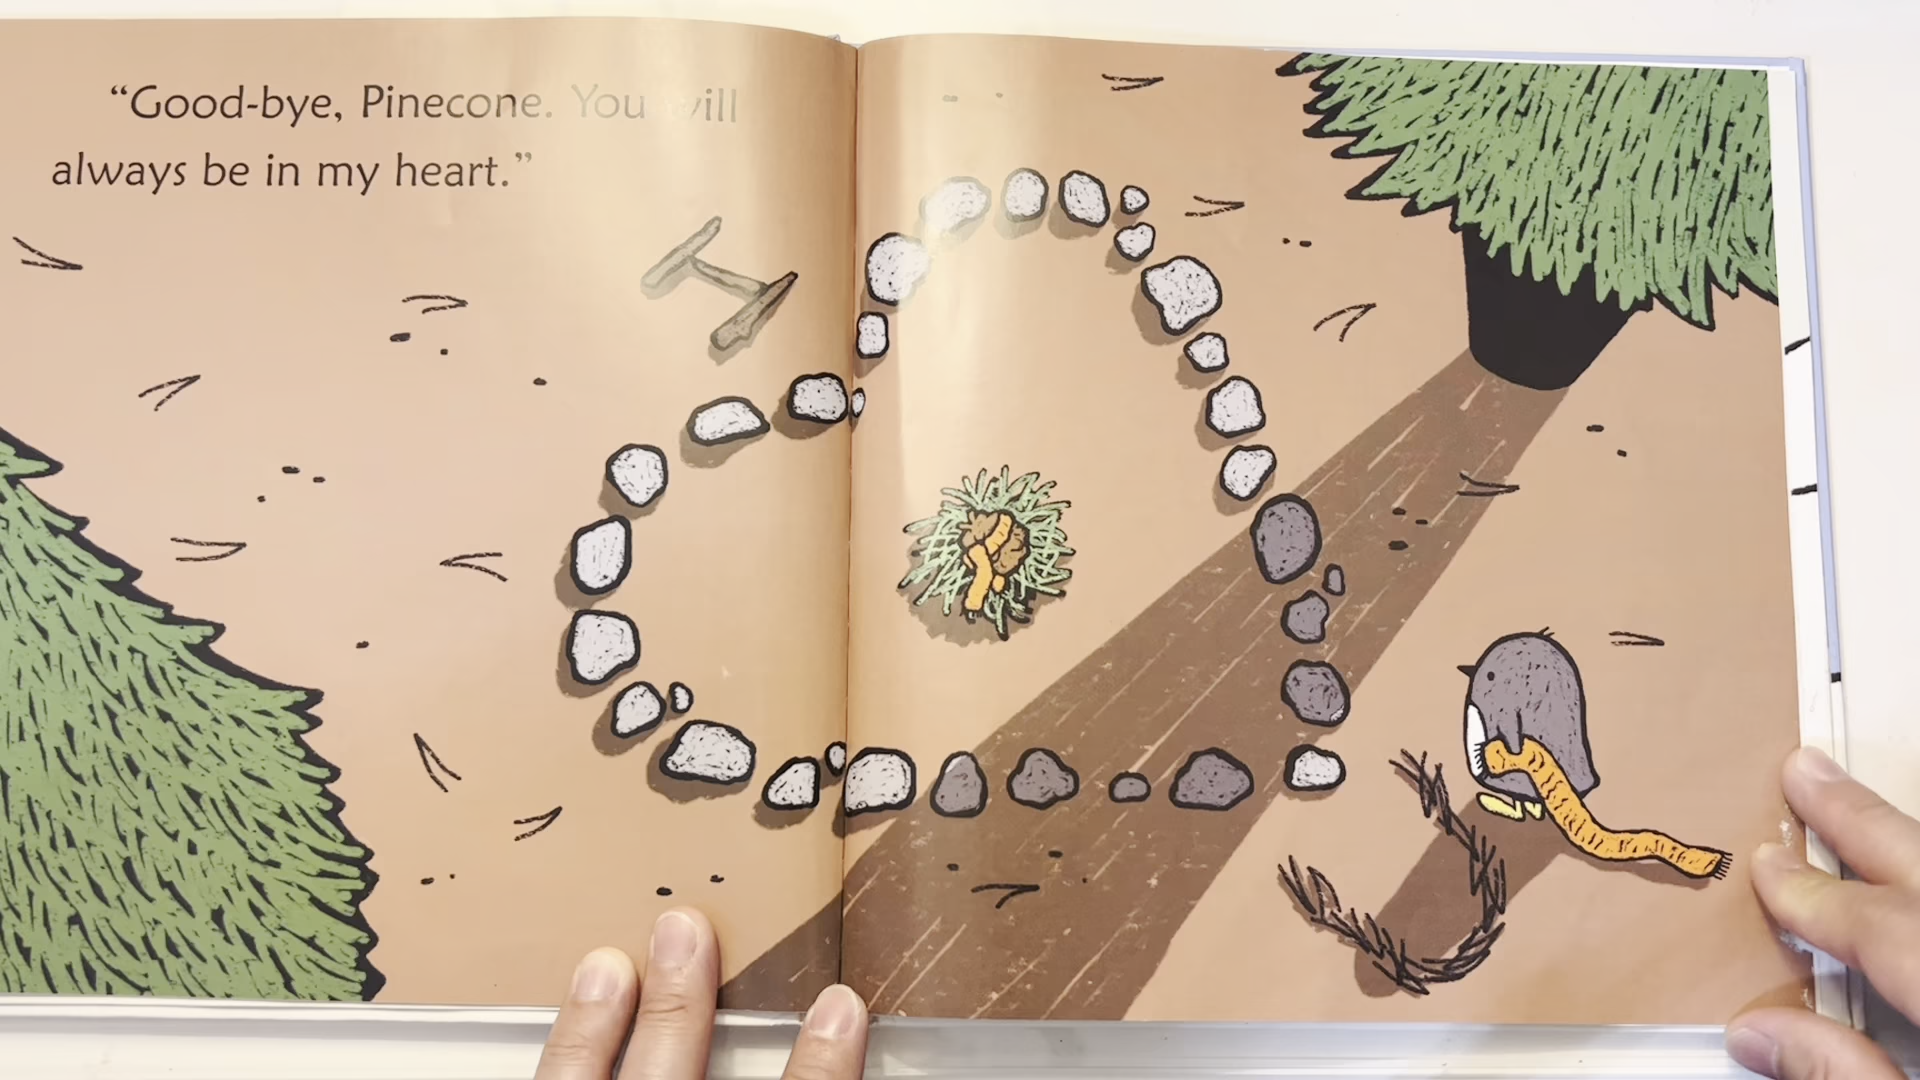 “Good-bye, Pinecone. You will
always be in my heart.”
I
U